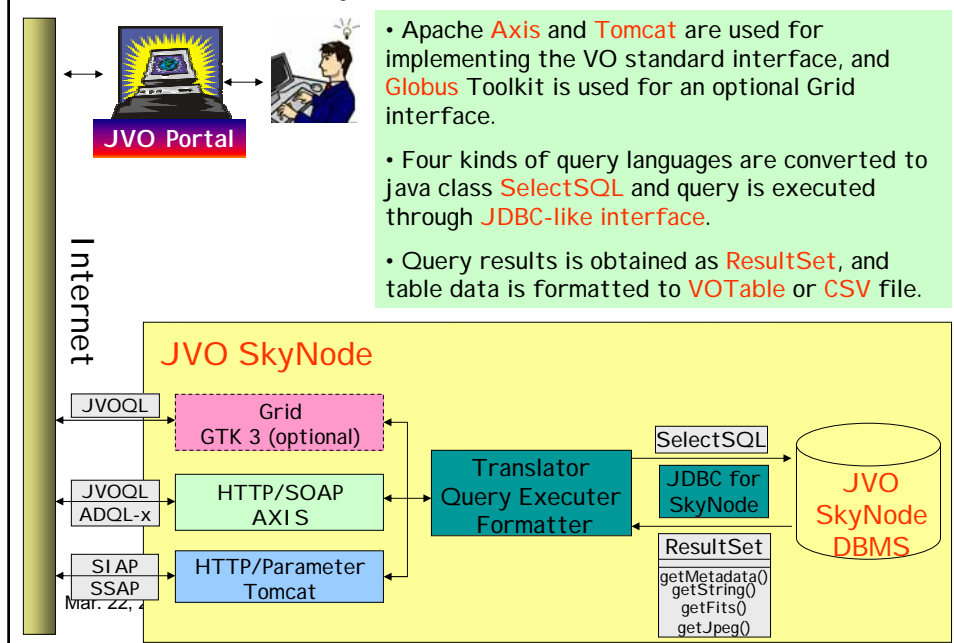 JVO Portal
• Apache Axis and Tomcat are used for
implementing the VO standard interface, and
Globus Toolkit is used for an optional Grid
interface.
• Four kinds of query languages are converted to
java class SelectSQL and query is executed
through JDBC-like interface.
• Query results is obtained as ResultSet, and
table data is formatted to VOTable or CSV file.
Internet
JVO SkyNode
JVOQL
Grid
GTK 3 (optional)
JVOQL
ADQL-x
HTTP/SOAP
AXIS
SIAP
SSAP
HTTP/Parameter
Tomcat
Translator
Query Executer
Formatter
SelectSQL
JDBC for
SkyNode
ResultSet
getMetadata()
getString()
getFits()
getJpeg()
JVO
SkyNode
DBMS
Mar. 22,